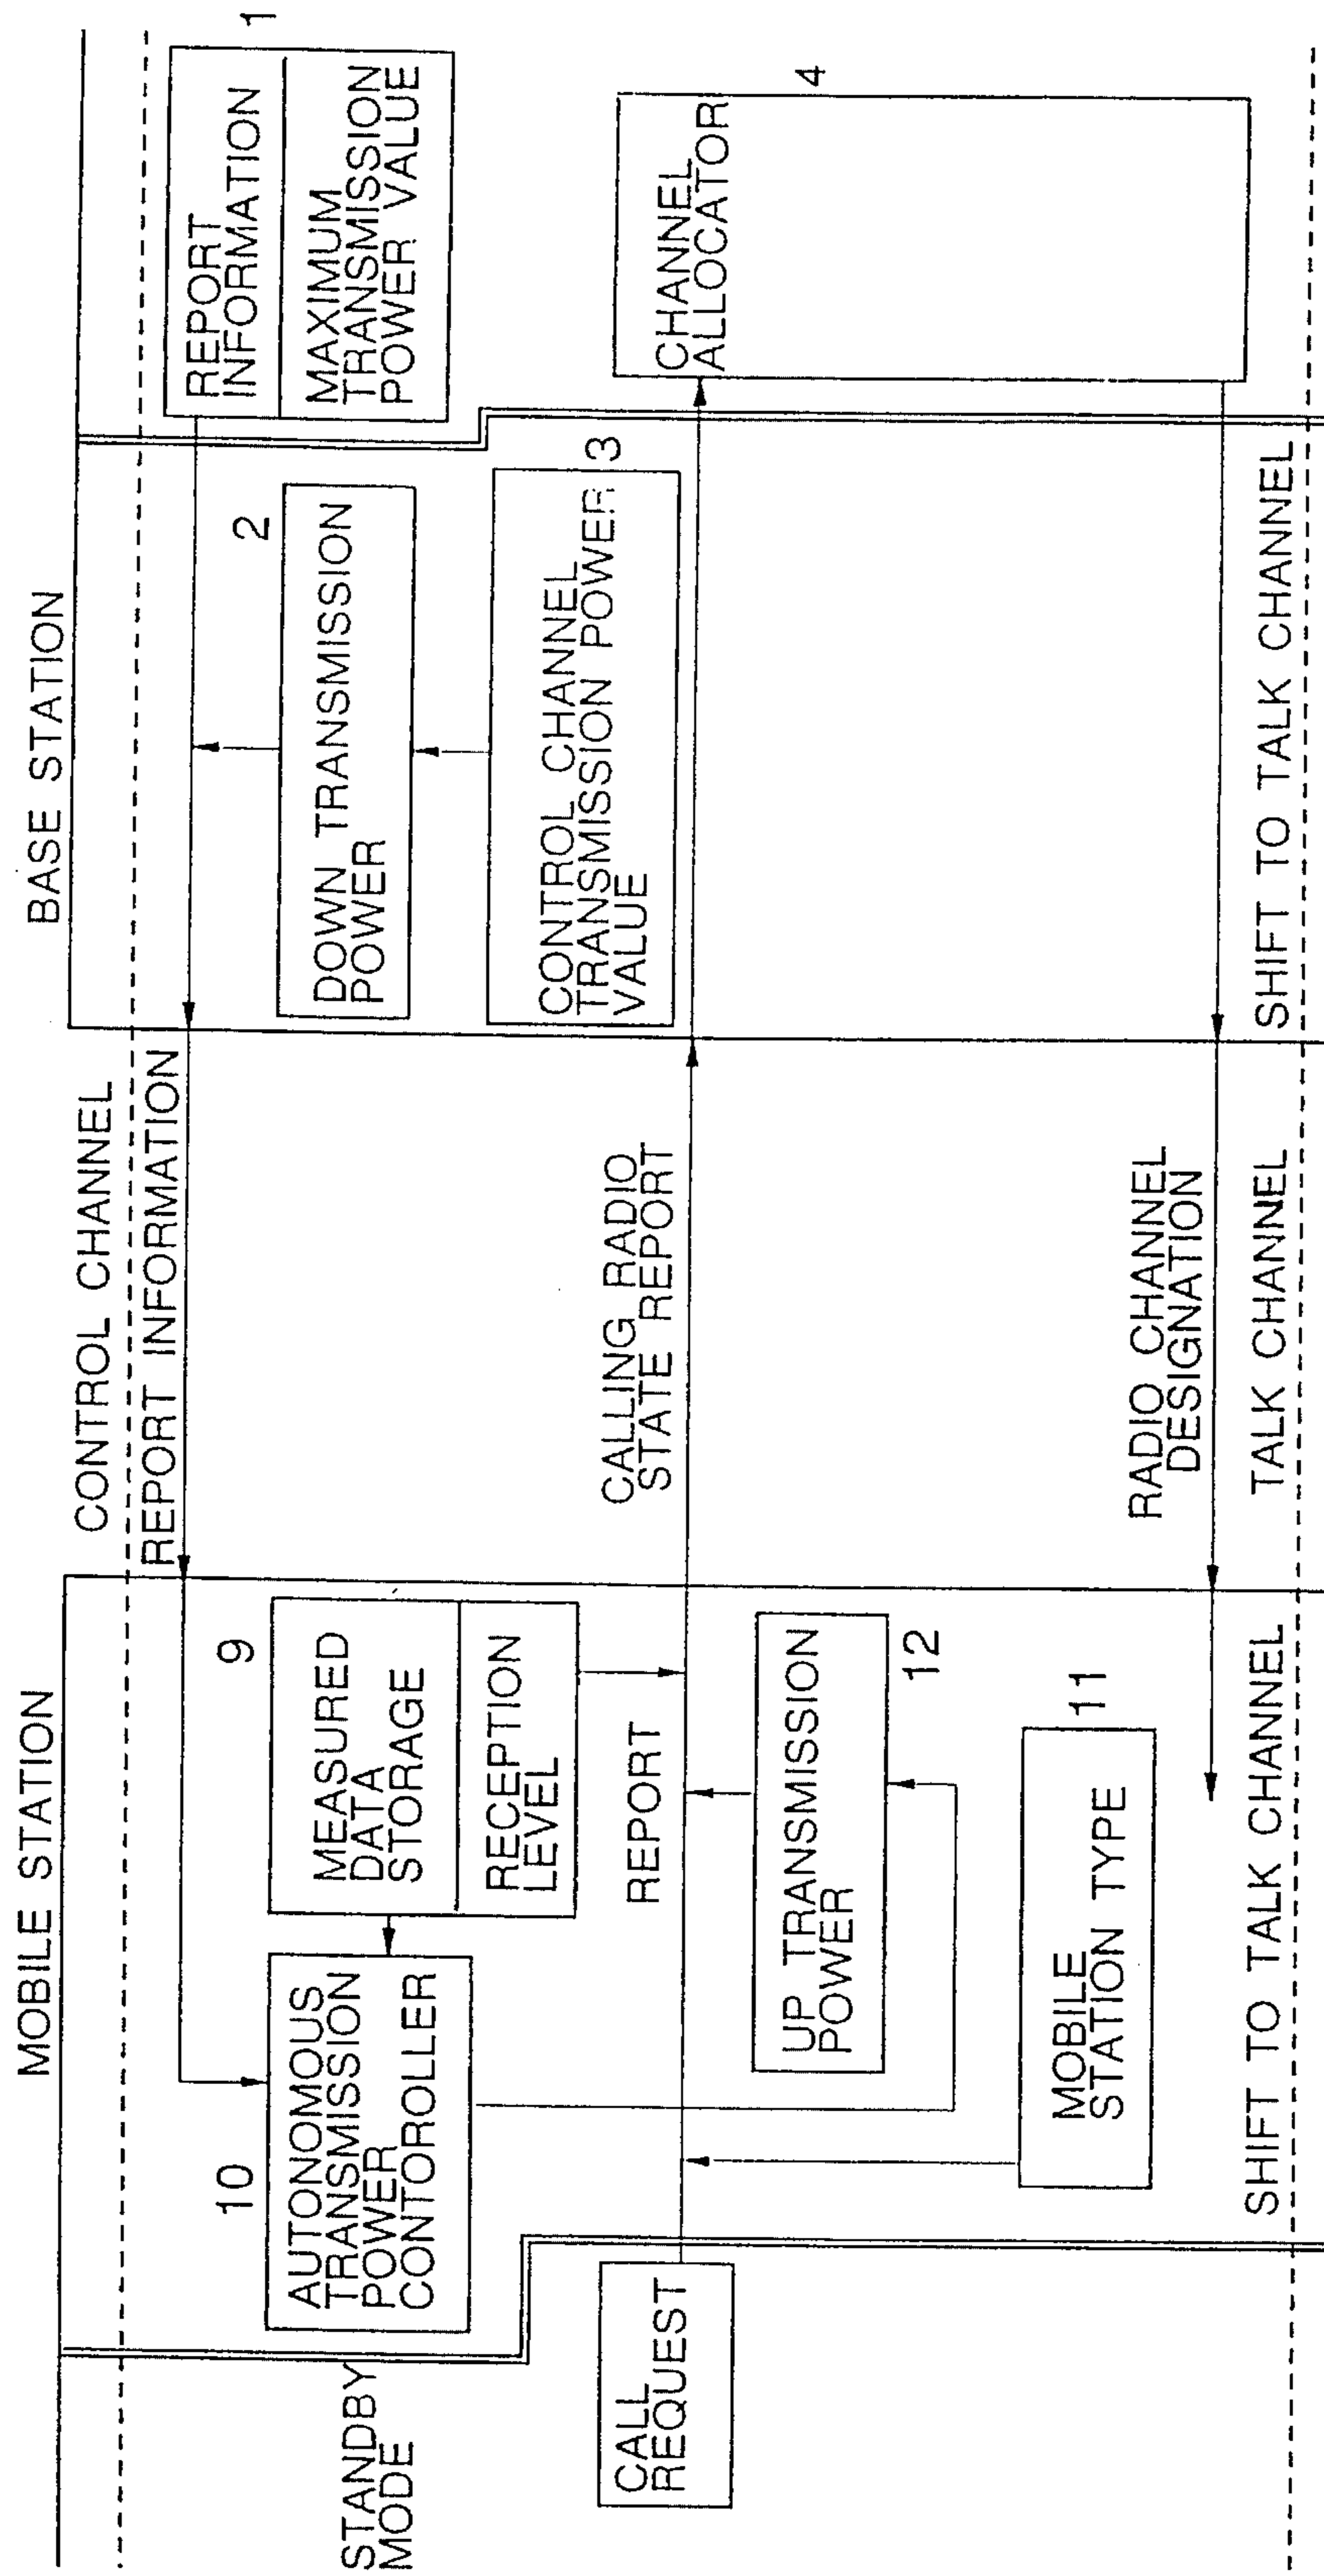 MOBILE STATION
BASE STATION
CONTROL CHANNEL
REPORT INFORMATION
STANDBY
MODE
10
AUTONOMOUS
TRANSMISSION
POWER
CONTOROLLER
9
MEASURED
DATA
STORAGE
RECEPTION
LEVEL
2
DOWN TRANSMISSION
POWER
CONTROL CHANNEL
TRANSMISSION POWER
VALUE
3
REPORT
INFORMATION
MAXIMUM
TRANSMISSION
POWER VALUE
1
CALL
REQUEST
REPORT
CALLING RADIO
STATE REPORT
CHANNEL
ALLOCATOR
4
UP TRANSMISSION
POWER
12
MOBILE
STATION TYPE
11
RADIO CHANNEL
DESIGNATION
SHIFT TO TALK CHANNEL
TALK CHANNEL
SHIFT TO TALK CHANNEL